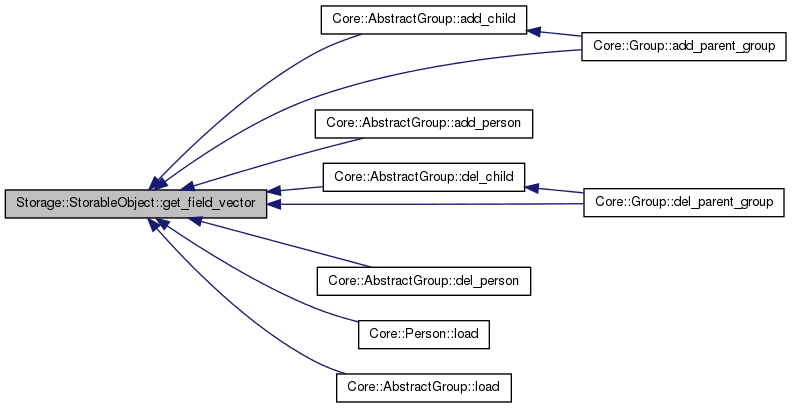 Core::AbstractGroup::add_child
Core::Group::add_parent_group
Core::AbstractGroup::add_person
Core::AbstractGroup::del_child
Storage::StorableObject::get_field_vector
Core::Group::del_parent_group
Core::AbstractGroup::del_person
Core::Person::load
Core::AbstractGroup::load